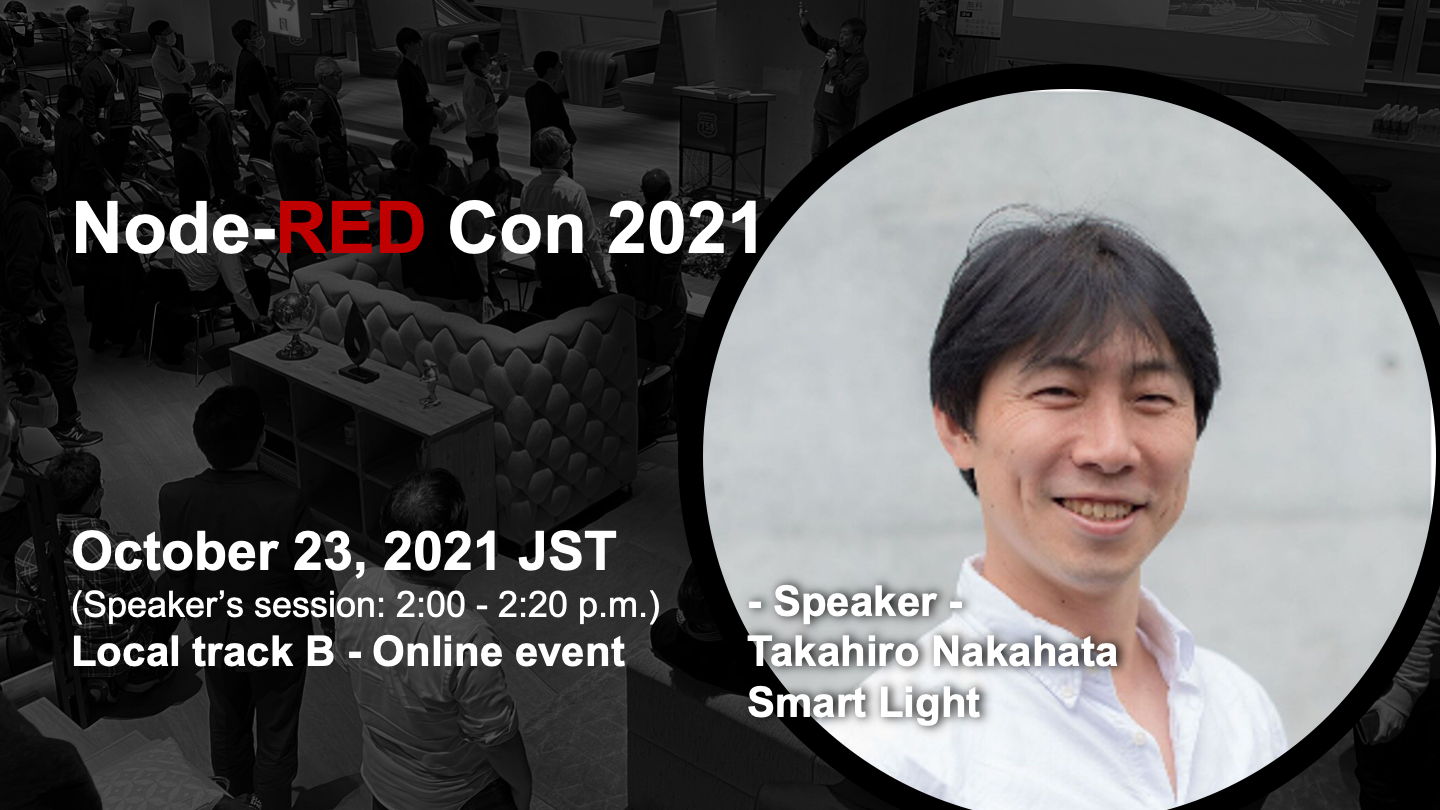 Node-RED Con 2021
October 23, 2021 JST
(Speaker’s session: 2:00 - 2:20 p.m.)
Local track B - Online event
- Speaker -
Takahiro Nakahata
Smart Light